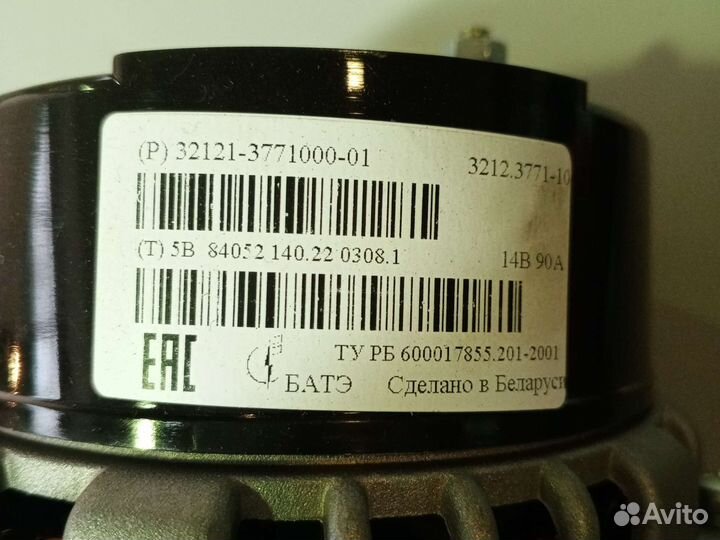 (P) 32121-3771000-01 3212.3771-10
(T) 5B 84052 140.22 0308.1 14В 90А
ТУ РБ 600017855.201-2001
EAC БАТЭ Сделано в Беларуси
Avito